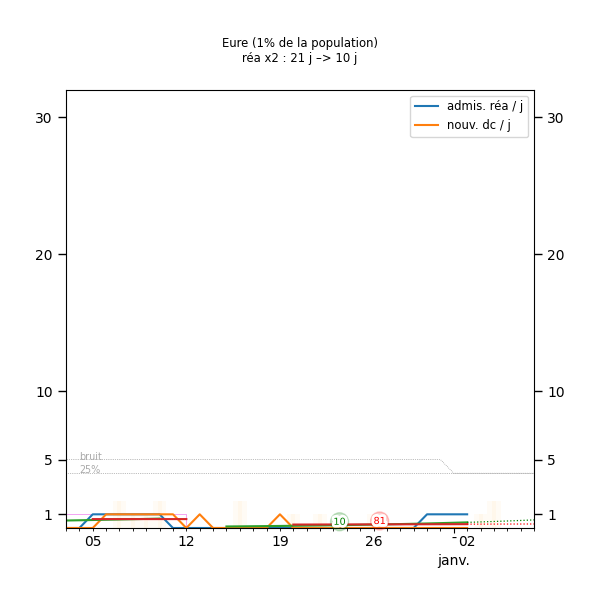 Eure (1% de la population)
réa x2 : 21 j –> 10 j
admis. réa / j
nouv. dc / j
30 30
20 20
10 10
5 5
bruit
25%
1 1
10 81
05 12 19 26 02
janv.